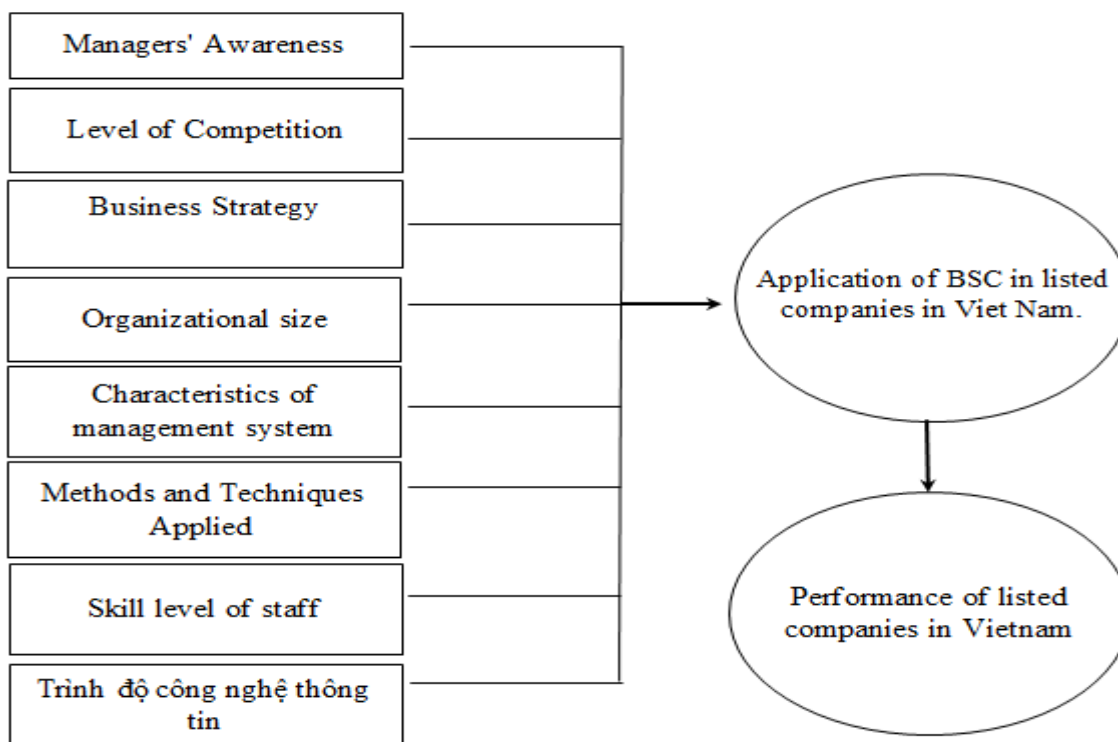 Managers' Awareness
Level of Competition
Business Strategy
Organizational size
Characteristics of
management system
Methods and Techniques
Applied
Skill level of staff
Trình độ công nghệ thông
tin
Application of BSC in listed
companies in Viet Nam.
Performance of listed
companies in Vietnam